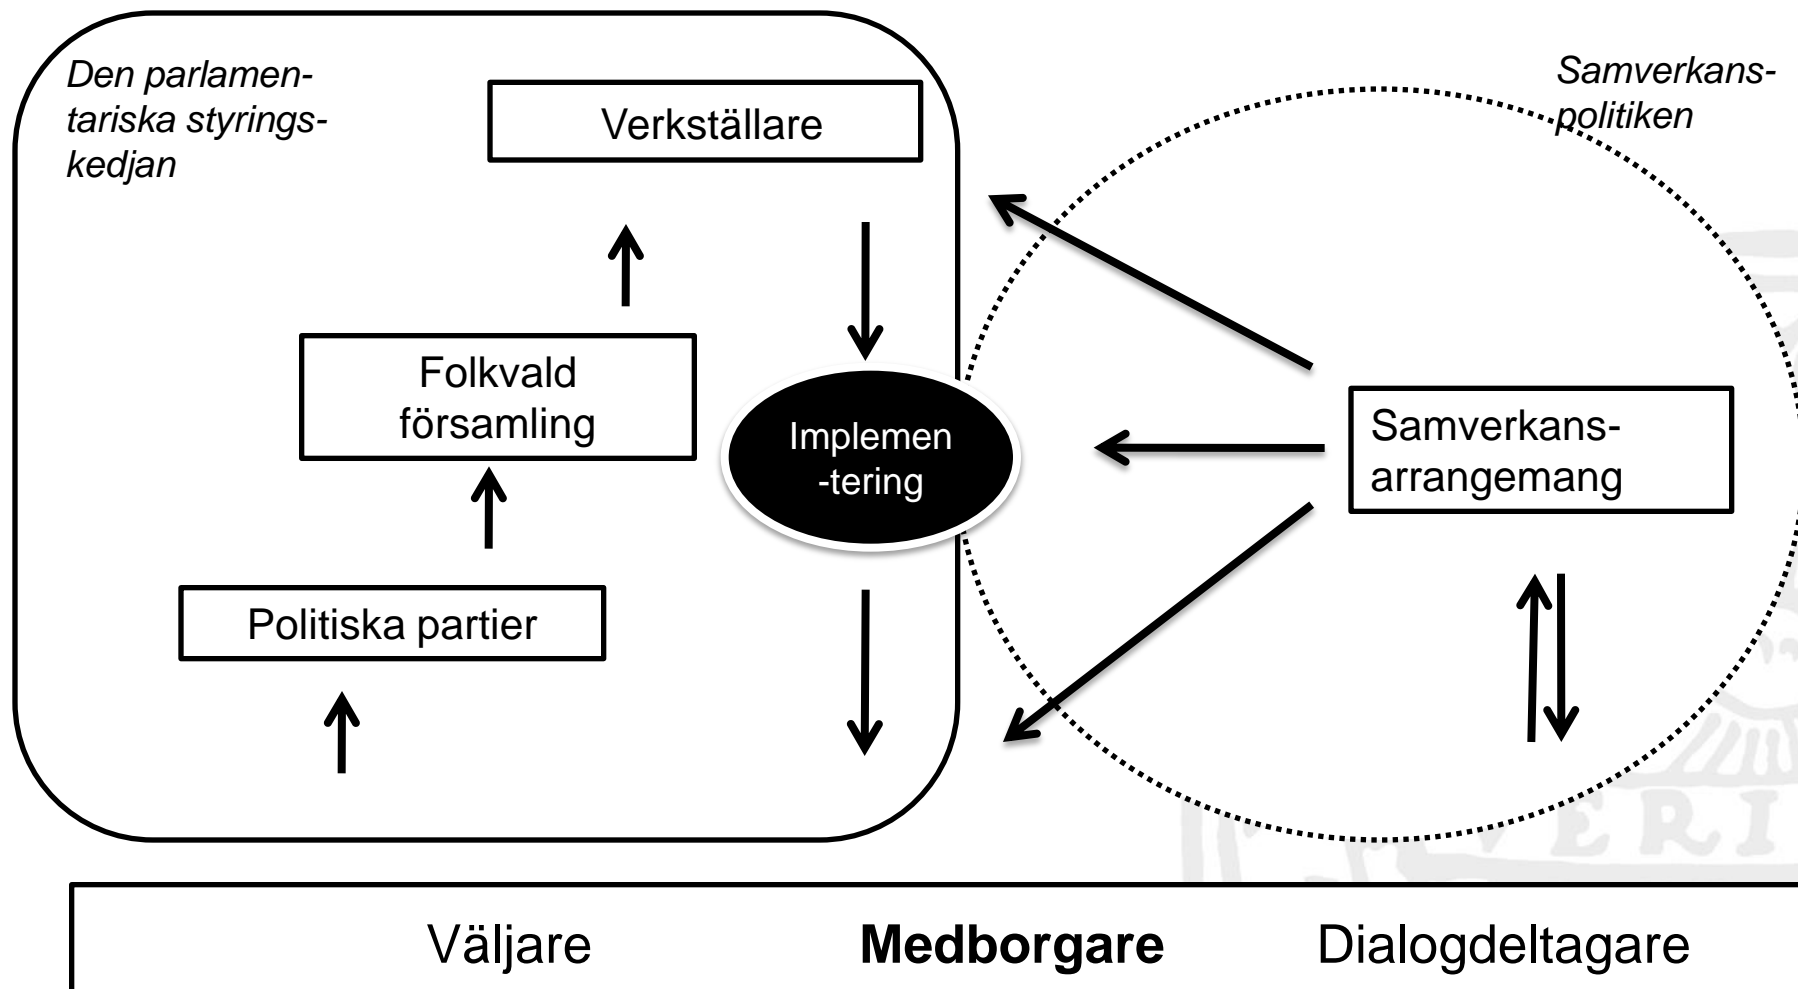 Den parlamen-
tariska styrings-
kedjan
Verkställare
Samverkans-
politiken
Folkvald
församling
Implemen
-tering
Samverkans-
arrangemang
Politiska partier
ERI
Väljare Medborgare Dialogdeltagare